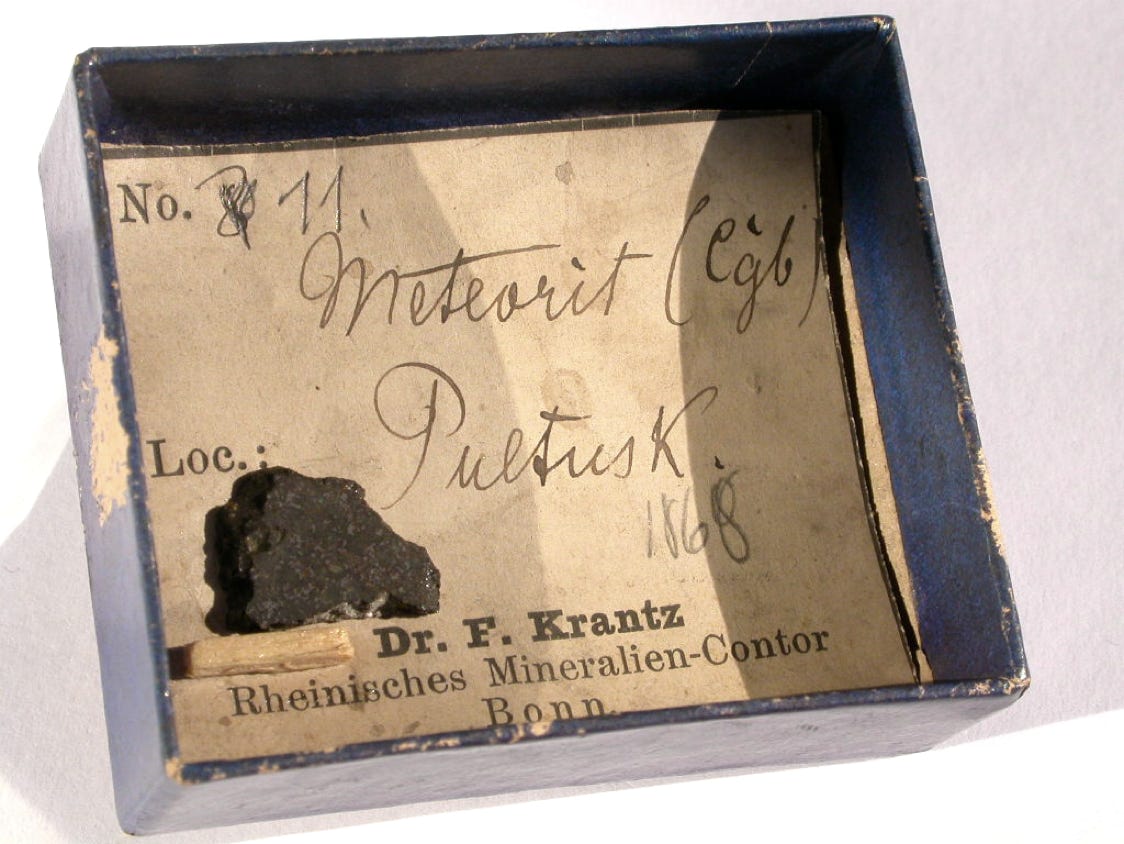 No. 11.
Meteorit (Cgb)
Loc.: Pultusk.
1868
Dr. F. Krantz
Rheinisches Mineralien-Contor
Bonn.